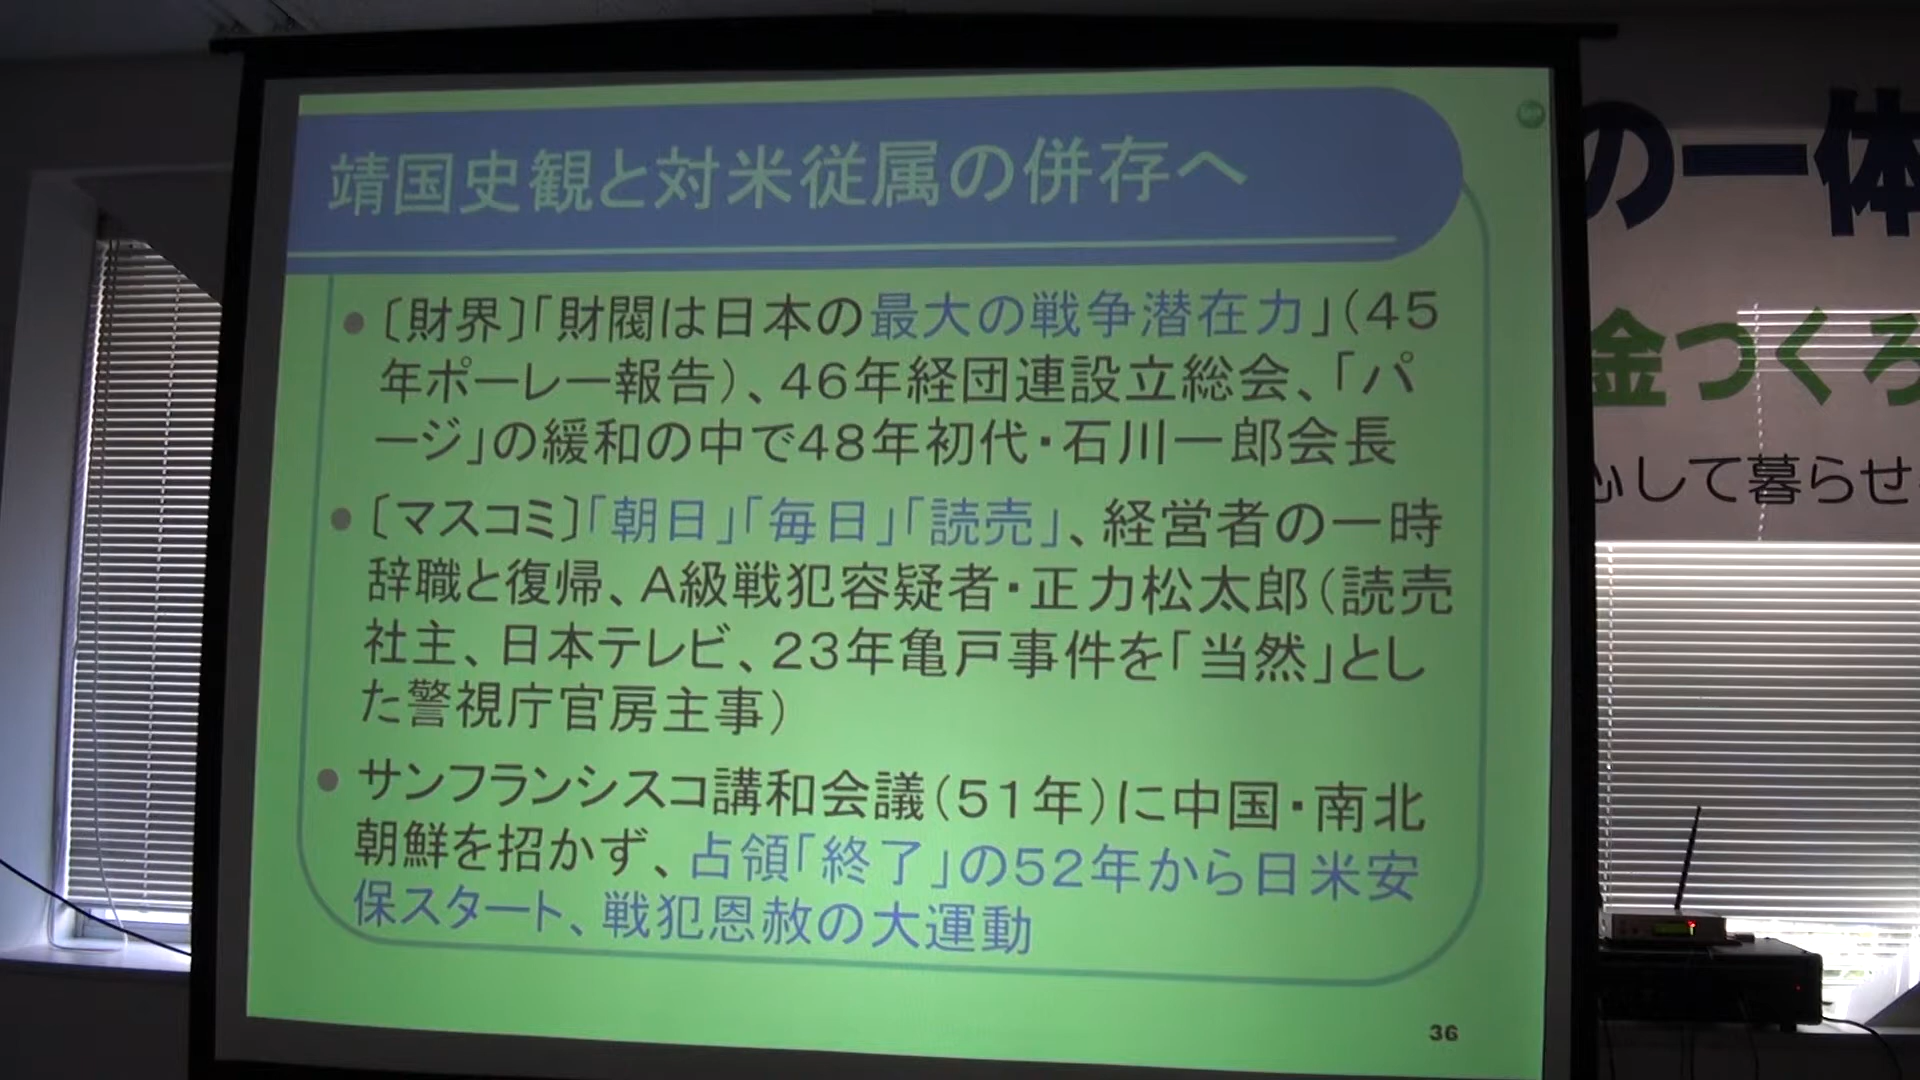 靖国史観と対米従属の併存へ
〔財界〕「財閥は日本の最大の戦争潜在力」（45
年ポーレー報告）、46年経団連設立総会、「パ
ージ」の緩和の中で48年初代・石川一郎会長
〔マスコミ〕「朝日」「毎日」「読売」、経営者の一時
辞職と復帰、A級戦犯容疑者・正力松太郎（読売
社主、日本テレビ、23年亀戸事件を「当然」とし
た警視庁官房主事）
サンフランシスコ講和会議（51年）に中国・南北
朝鮮を招かず、占領「終了」の52年から日米安
保スタート、戦犯恩赦の大運動
36
の一体
金つくろ
心して暮らせ